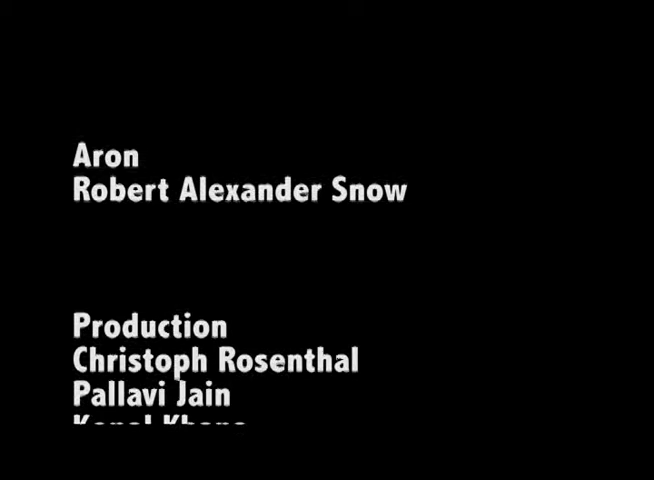 Aron
Robert Alexander Snow
Production
Christoph Rosenthal
Pallavi Jain